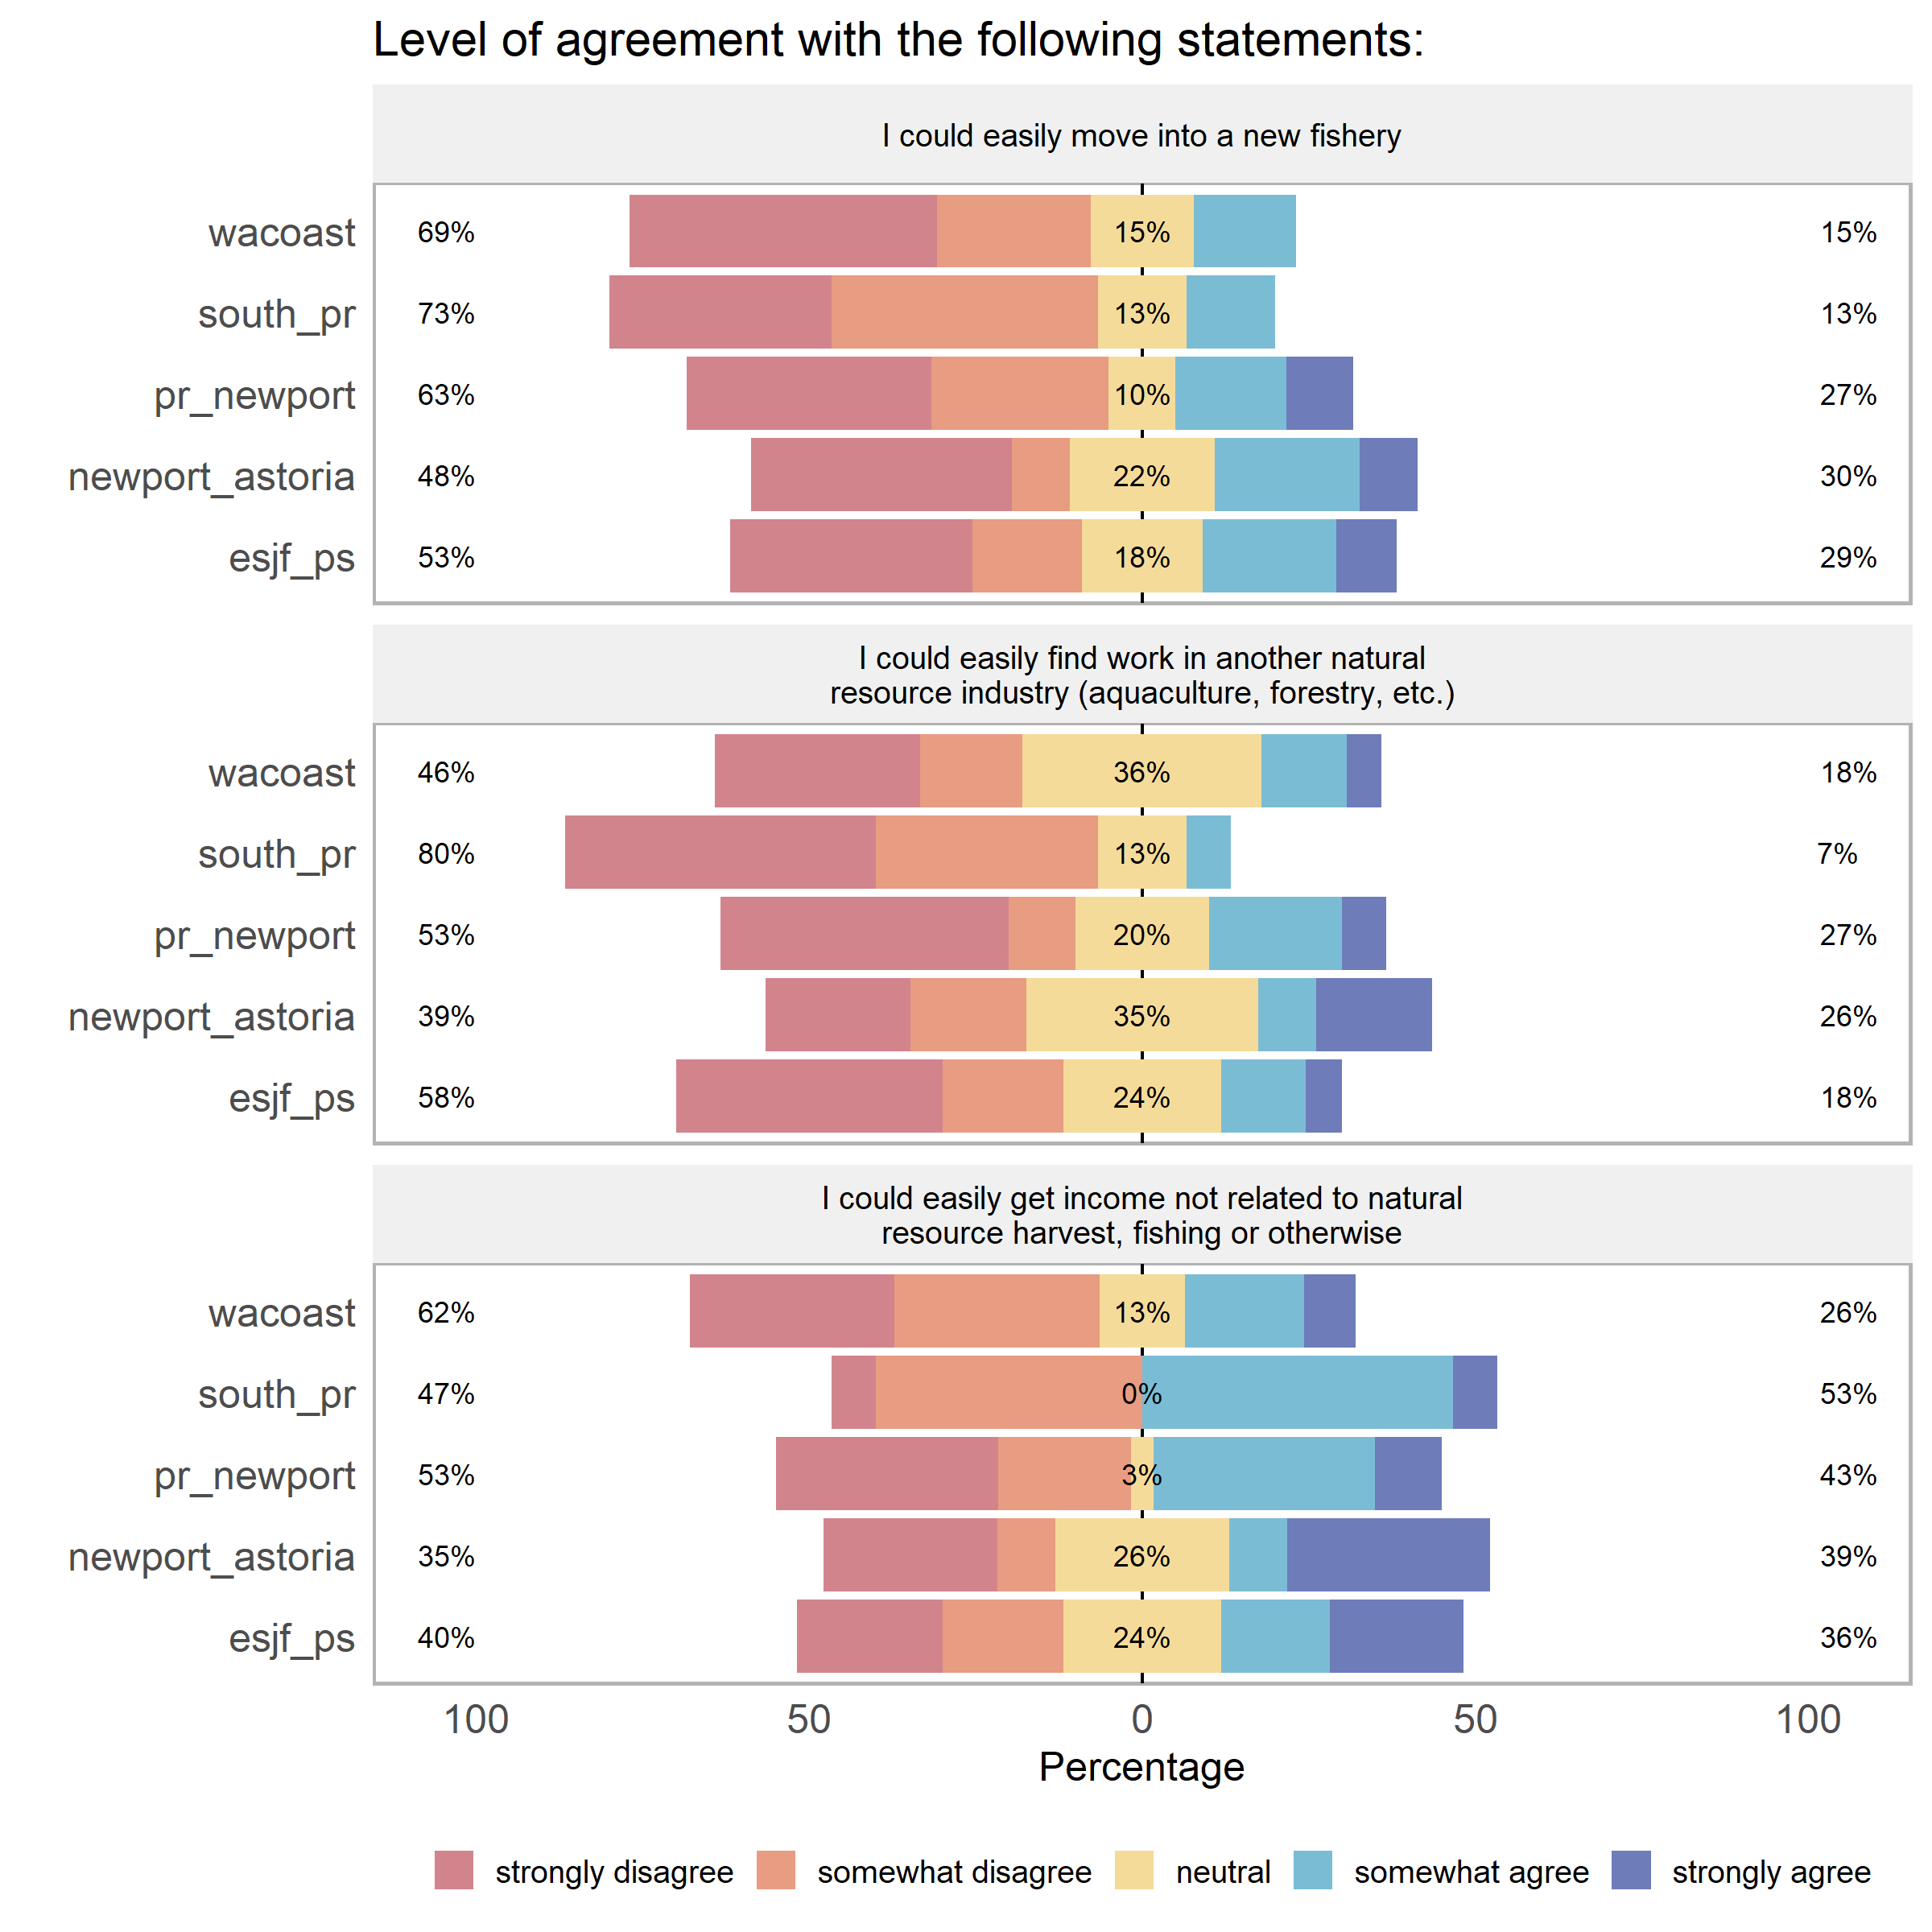 Level of agreement with the following statements:
I could easily move into a new fishery
wacoast 69% 15% 15%
south_pr 73% 13% 13%
pr_newport 63% 10% 27%
newport_astoria 48% 22% 30%
esjf_ps 53% 18% 29%
I could easily find work in another natural
resource industry (aquaculture, forestry, etc.)
wacoast 46% 36% 18%
south_pr 80% 13% 7%
pr_newport 53% 20% 27%
newport_astoria 39% 35% 26%
esjf_ps 58% 24% 18%
I could easily get income not related to natural
resource harvest, fishing or otherwise
wacoast 62% 13% 26%
south_pr 47% 0% 53%
pr_newport 53% 3% 43%
newport_astoria 35% 26% 39%
esjf_ps 40% 24% 36%
100 50 0 50 100
Percentage
strongly disagree somewhat disagree neutral somewhat agree strongly agree